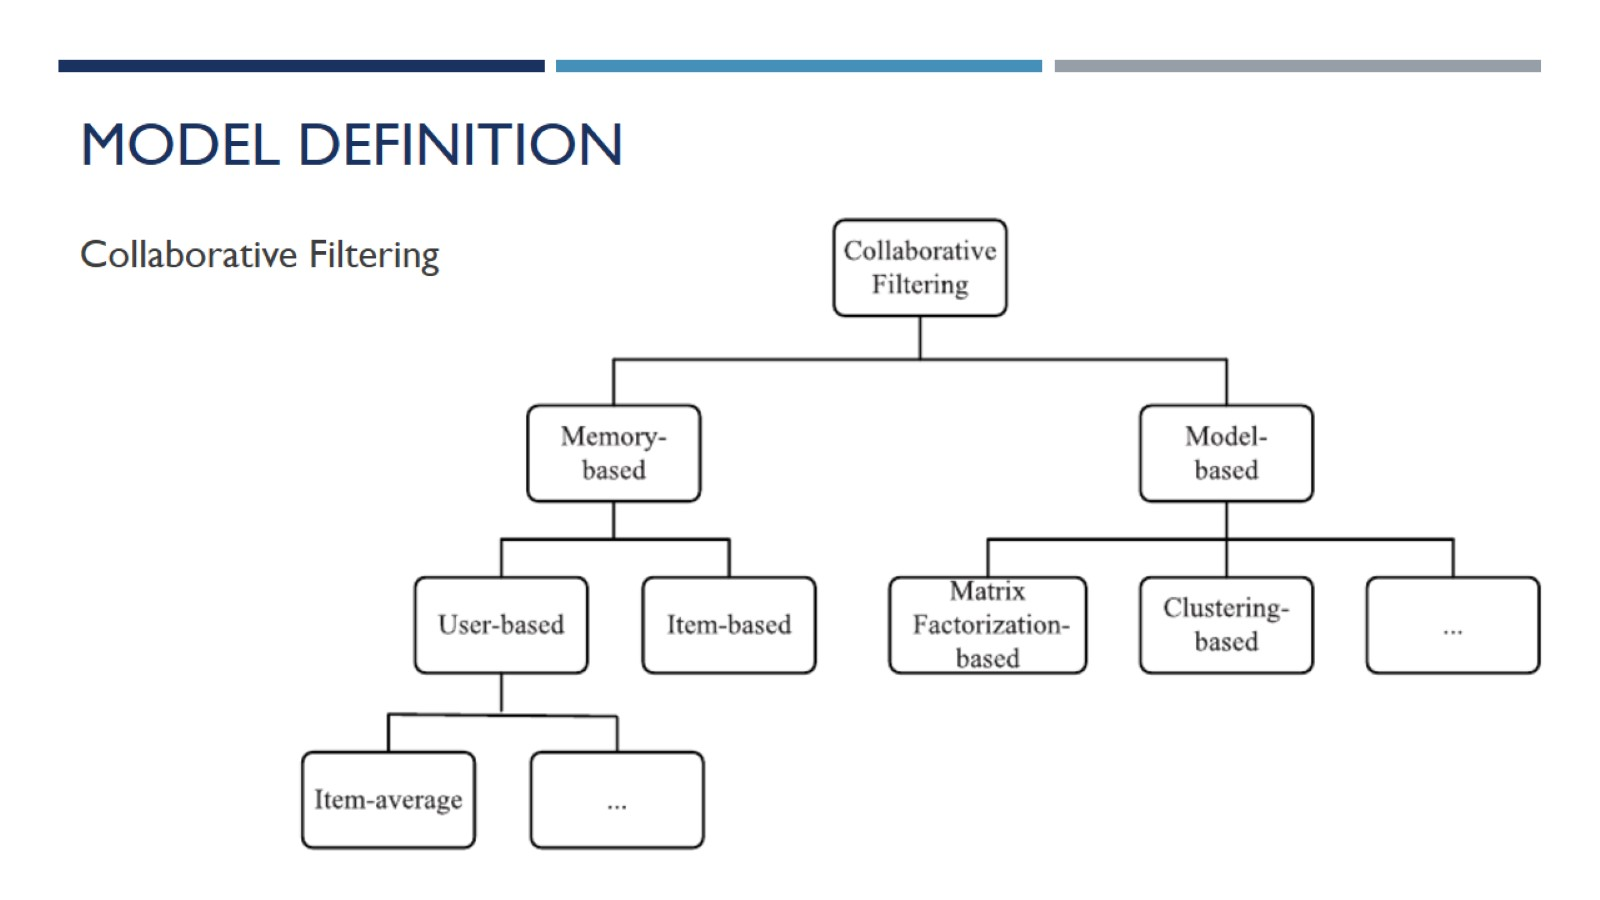 MODEL DEFINITION
Collaborative Filtering
Collaborative
Filtering
Memory-
based
Model-
based
User-based
Item-based
Matrix
Factorization-
based
Clustering-
based
...
Item-average
...